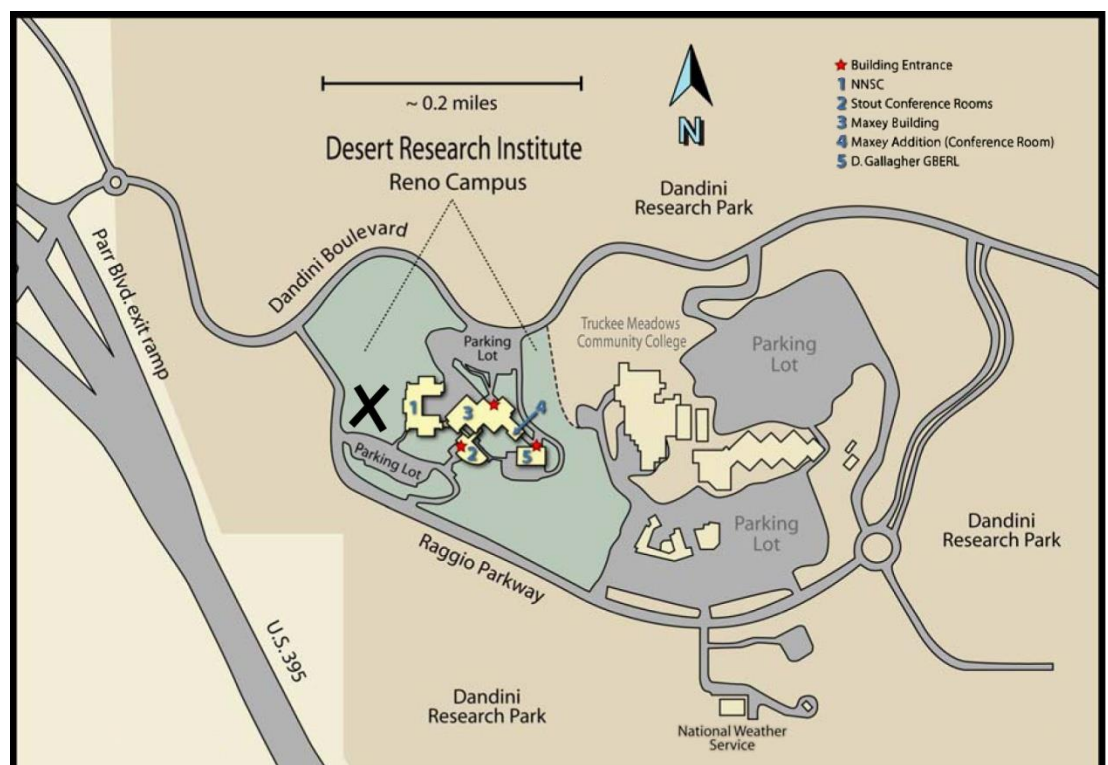 ~ 0.2 miles
Desert Research Institute
Reno Campus
N
Building Entrance
1 NNSC
2 Stout Conference Rooms
3 Maxey Building
4 Maxey Addition (Conference Room)
5 D. Gallagher GBERL
Dandini
Research Park
Dandini Boulevard
Parr Blvd. exit ramp
Parking
Lot
Truckee Meadows
Community College
Parking
Lot
X
1
3
4
2
5
Parking Lot
Parking
Lot
Dandini
Research Park
Raggio Parkway
U.S. 395
Dandini
Research Park
National Weather
Service